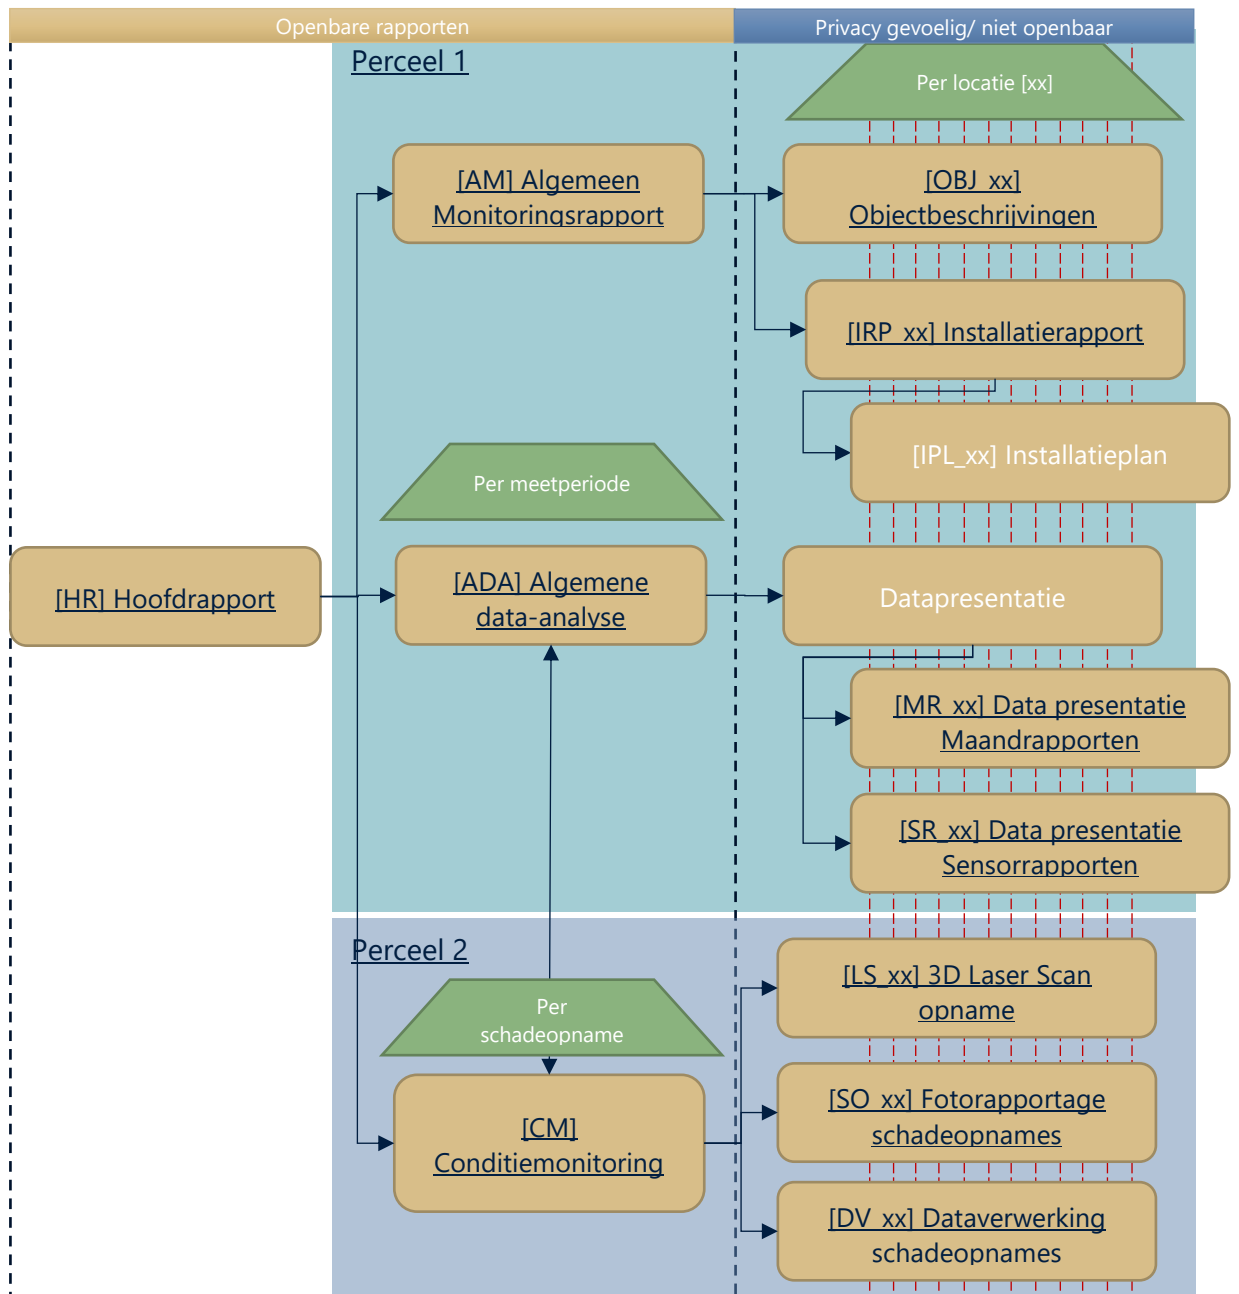 Openbare rapporten
Privacy gevoelig/ niet openbaar
Perceel 1
Per locatie [xx]
[AM] Algemeen
Monitoringsrapport
[OBJ_xx]
Objectbeschrijvingen
[IRP_xx] Installatierapport
[IPL_xx] Installatieplan
Per meetperiode
[HR] Hoofdrapport
[ADA] Algemene
data-analyse
Datapresentatie
[MR_xx] Data presentatie
Maandrapporten
[SR_xx] Data presentatie
Sensorrapporten
Perceel 2
[LS_xx] 3D Laser Scan
opname
Per
schadeopname
[SO_xx] Fotorapportage
schadeopnames
[CM]
Conditiemonitoring
[DV_xx] Dataverwerking
schadeopnames